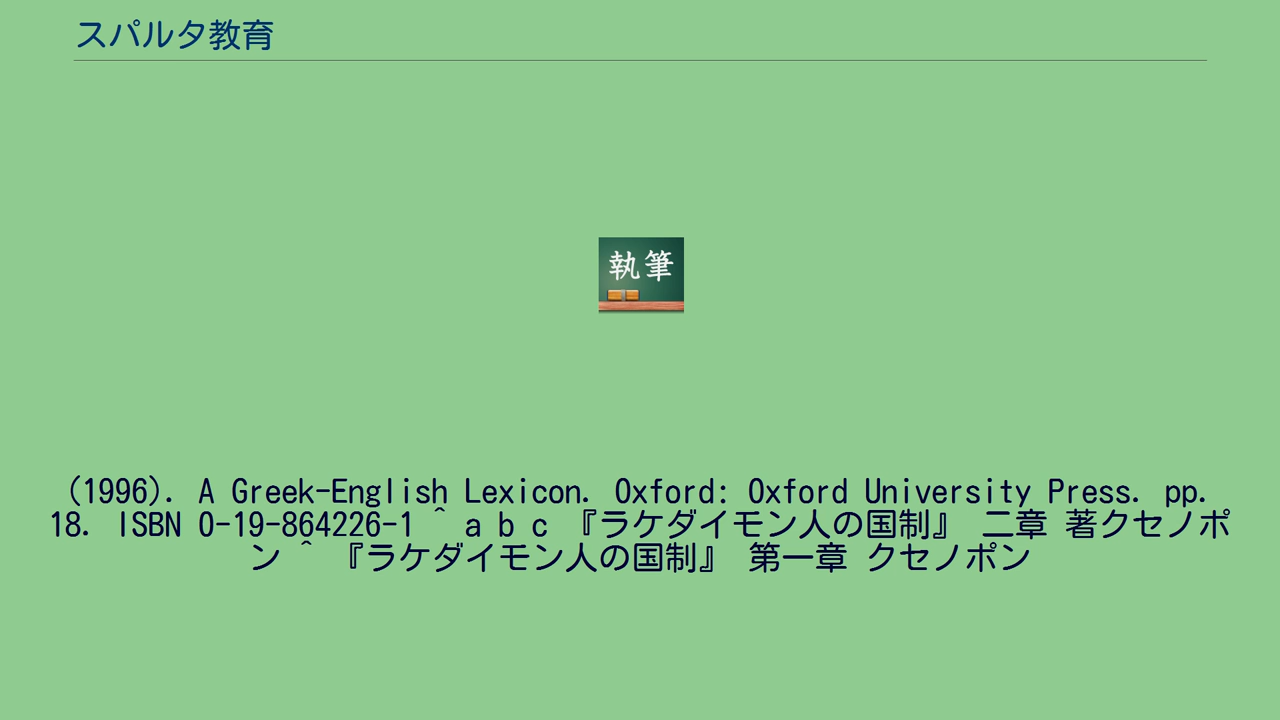 スパルタ教育
執筆
(1996). A Greek-English Lexicon. Oxford: Oxford University Press. pp.
18. ISBN 0-19-864226-1 ^ a b c 『ラケダイモン人の国制』 二章 著クセノポ
ン ^ 『ラケダイモン人の国制』 第一章 クセノポン